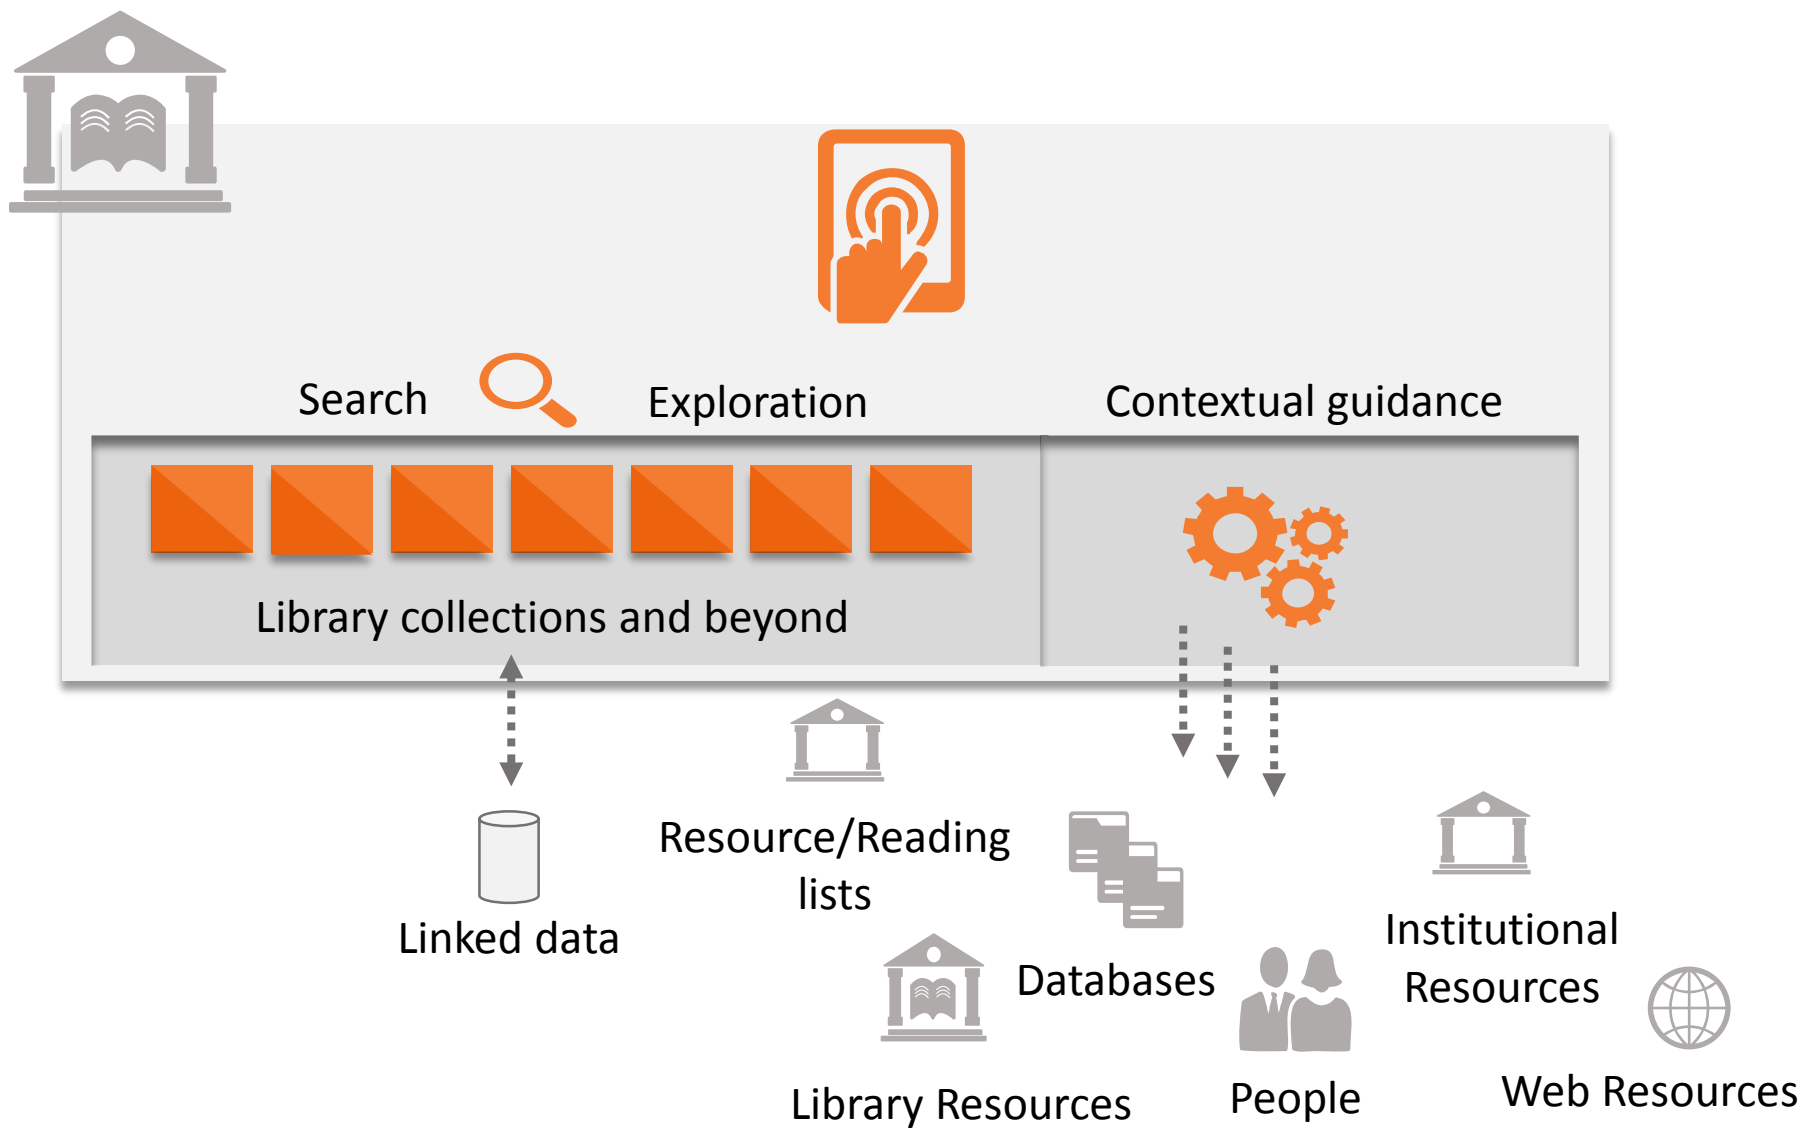 Search
Exploration
Contextual guidance
Library collections and beyond
Resource/Reading
lists
Linked data
Databases
Institutional
Resources
Library Resources
People
Web Resources